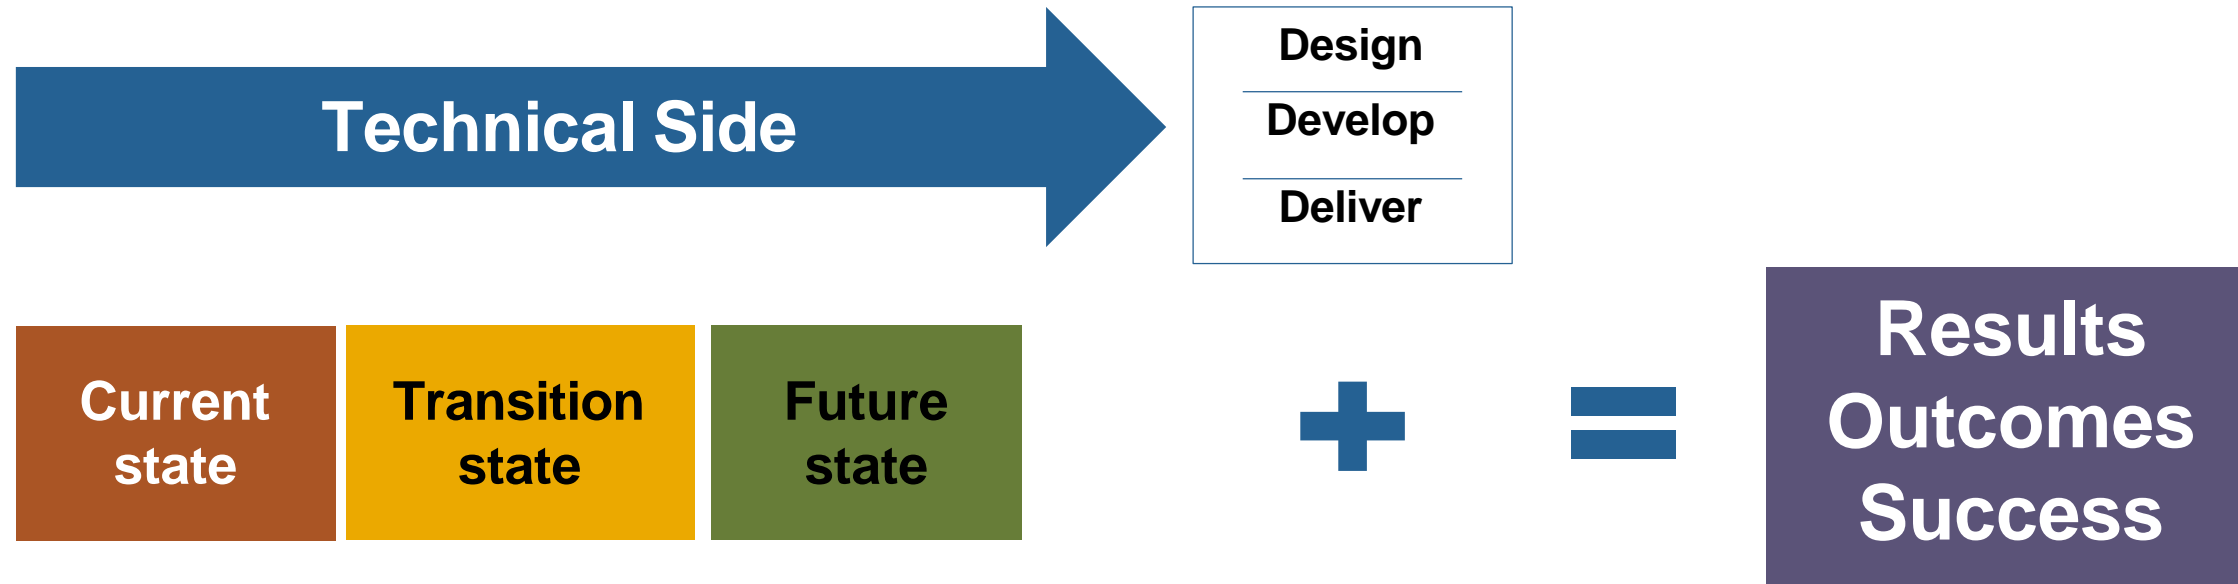 Technical Side
Design
Develop
Deliver
Current
state
Transition
state
Future
state
Results
Outcomes
Success